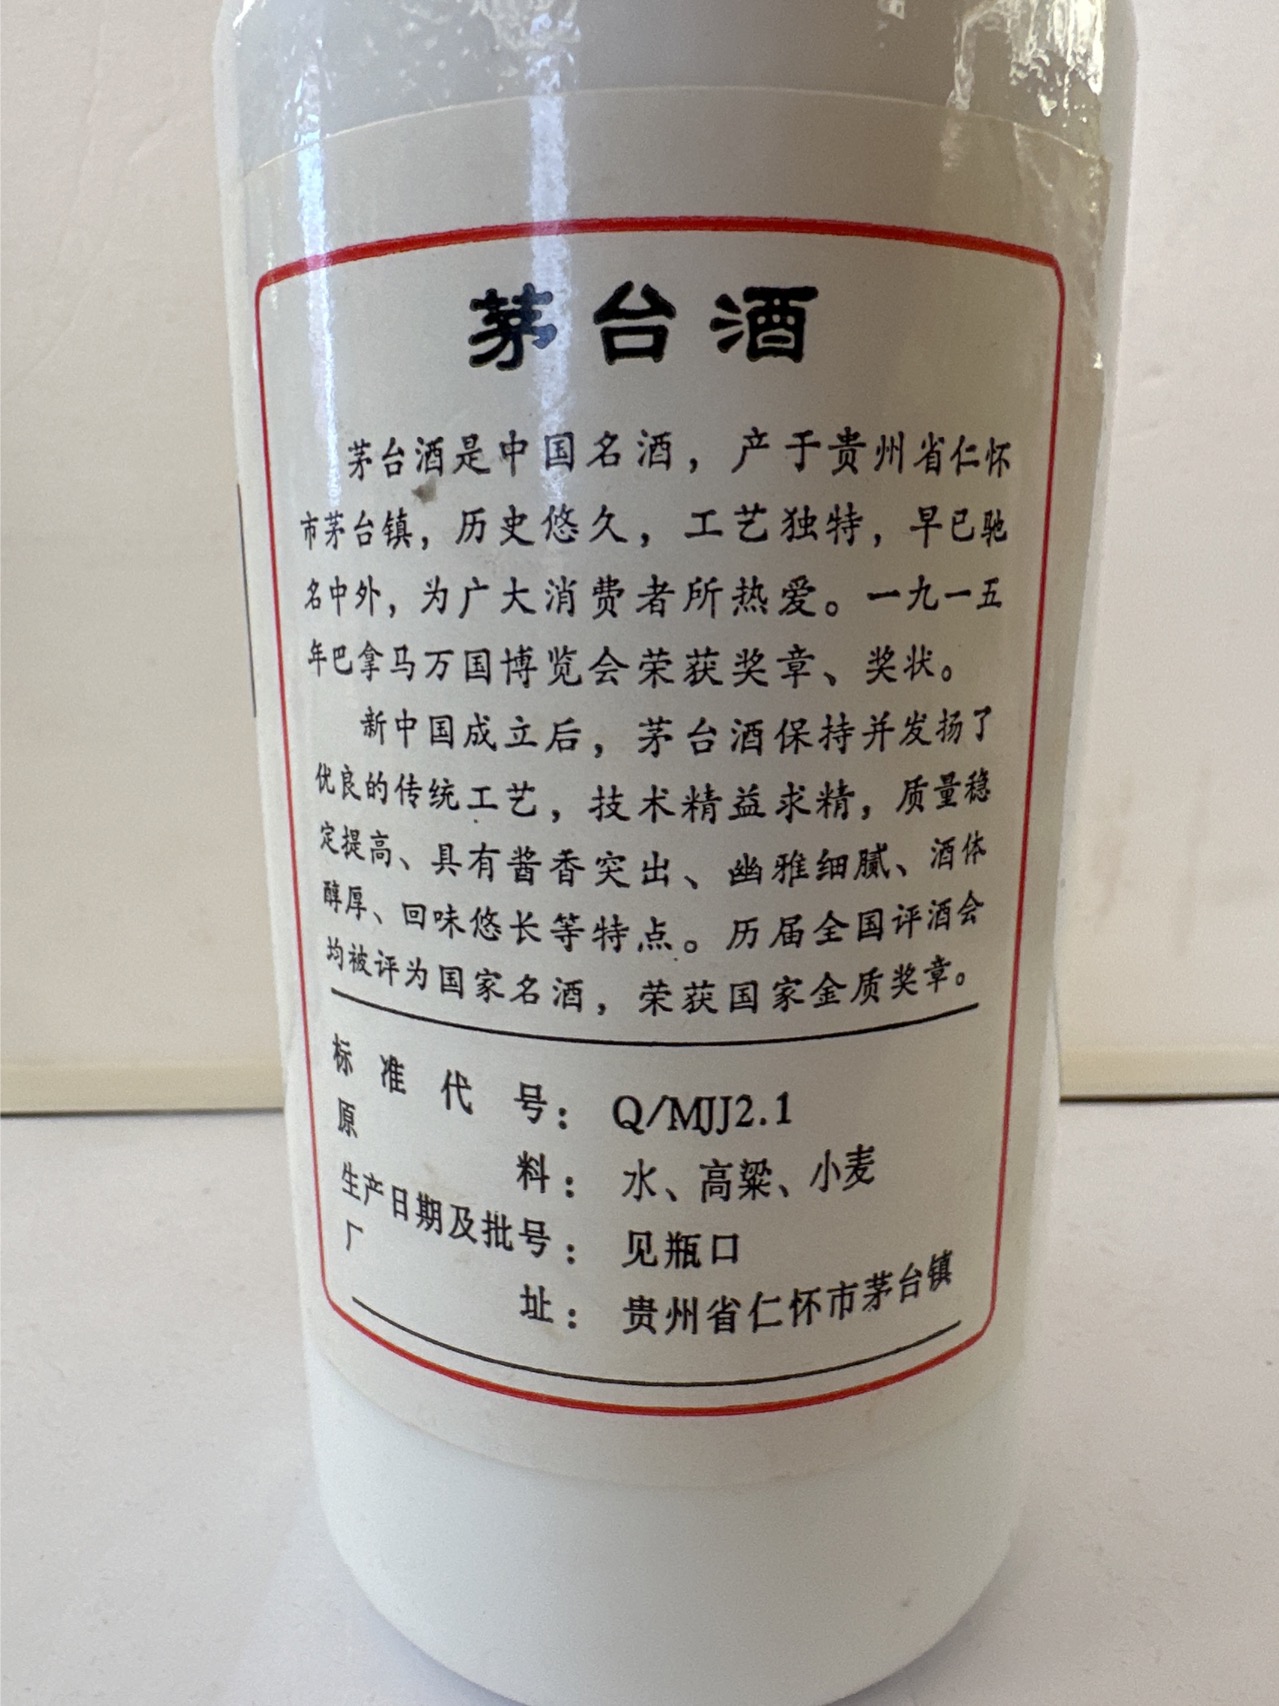 茅台酒
茅台酒是中国名酒，产于贵州省仁怀
市茅台镇，历史悠久，工艺独特，早已驰
名中外，为广大消费者所热爱。一九一五
年巴拿马万国博览会荣获奖章、奖状。
新中国成立后，茅台酒保持并发扬了
优良的传统工艺，技术精益求精，质量稳
定提高、具有酱香突出、幽雅细腻、酒体
醇厚、回味悠长等特点。历届全国评酒会
均被评为国家名酒，荣获国家金质奖章。
标准代号：Q/MJJ2.1
原料：水、高粱、小麦
生产日期及批号：见瓶口
厂址：贵州省仁怀市茅台镇